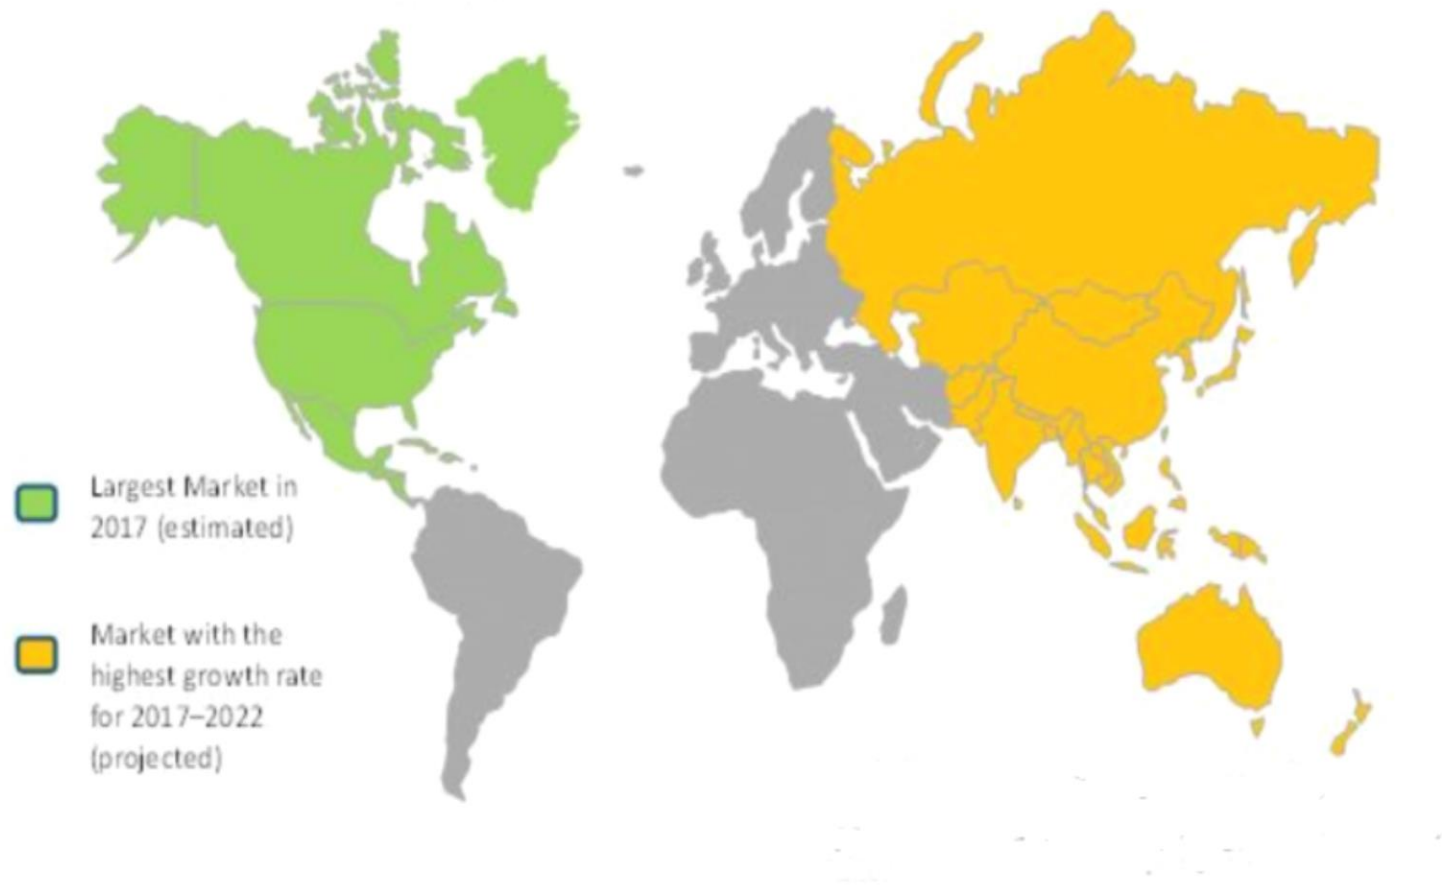 Largest Market in
2017 (estimated)
Market with the
highest growth rate
for 2017–2022
(projected)